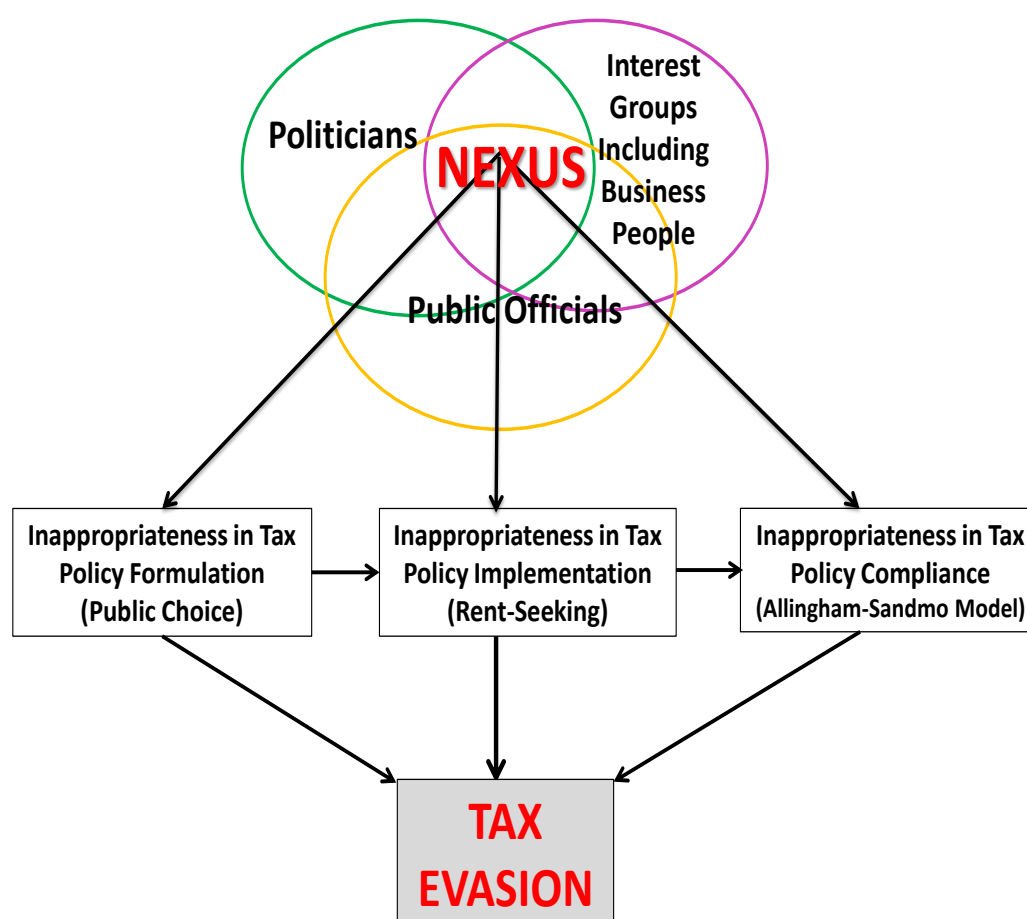 Politicians
Interest
Groups
Including
Business
People
NEXUS
Public Officials
Inappropriateness in Tax
Policy Formulation
(Public Choice)
Inappropriateness in Tax
Policy Implementation
(Rent-Seeking)
Inappropriateness in Tax
Policy Compliance
(Allingham-Sandmo Model)
TAX
EVASION